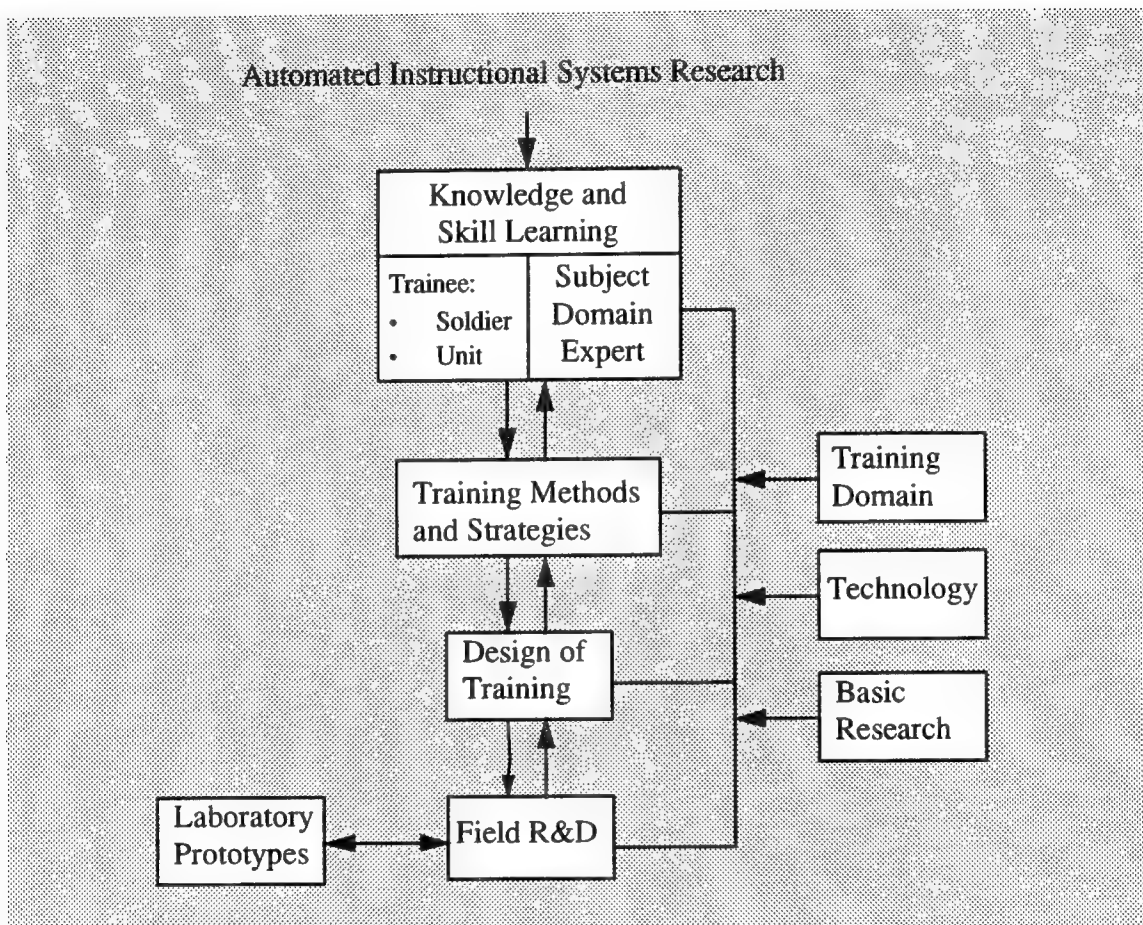 Automated Instructional Systems Research
Knowledge and
Skill Learning
Trainee:
• Soldier
• Unit
Subject
Domain
Expert
Training Methods
and Strategies
Training
Domain
Technology
Design of
Training
Basic
Research
Laboratory
Prototypes
Field R&D